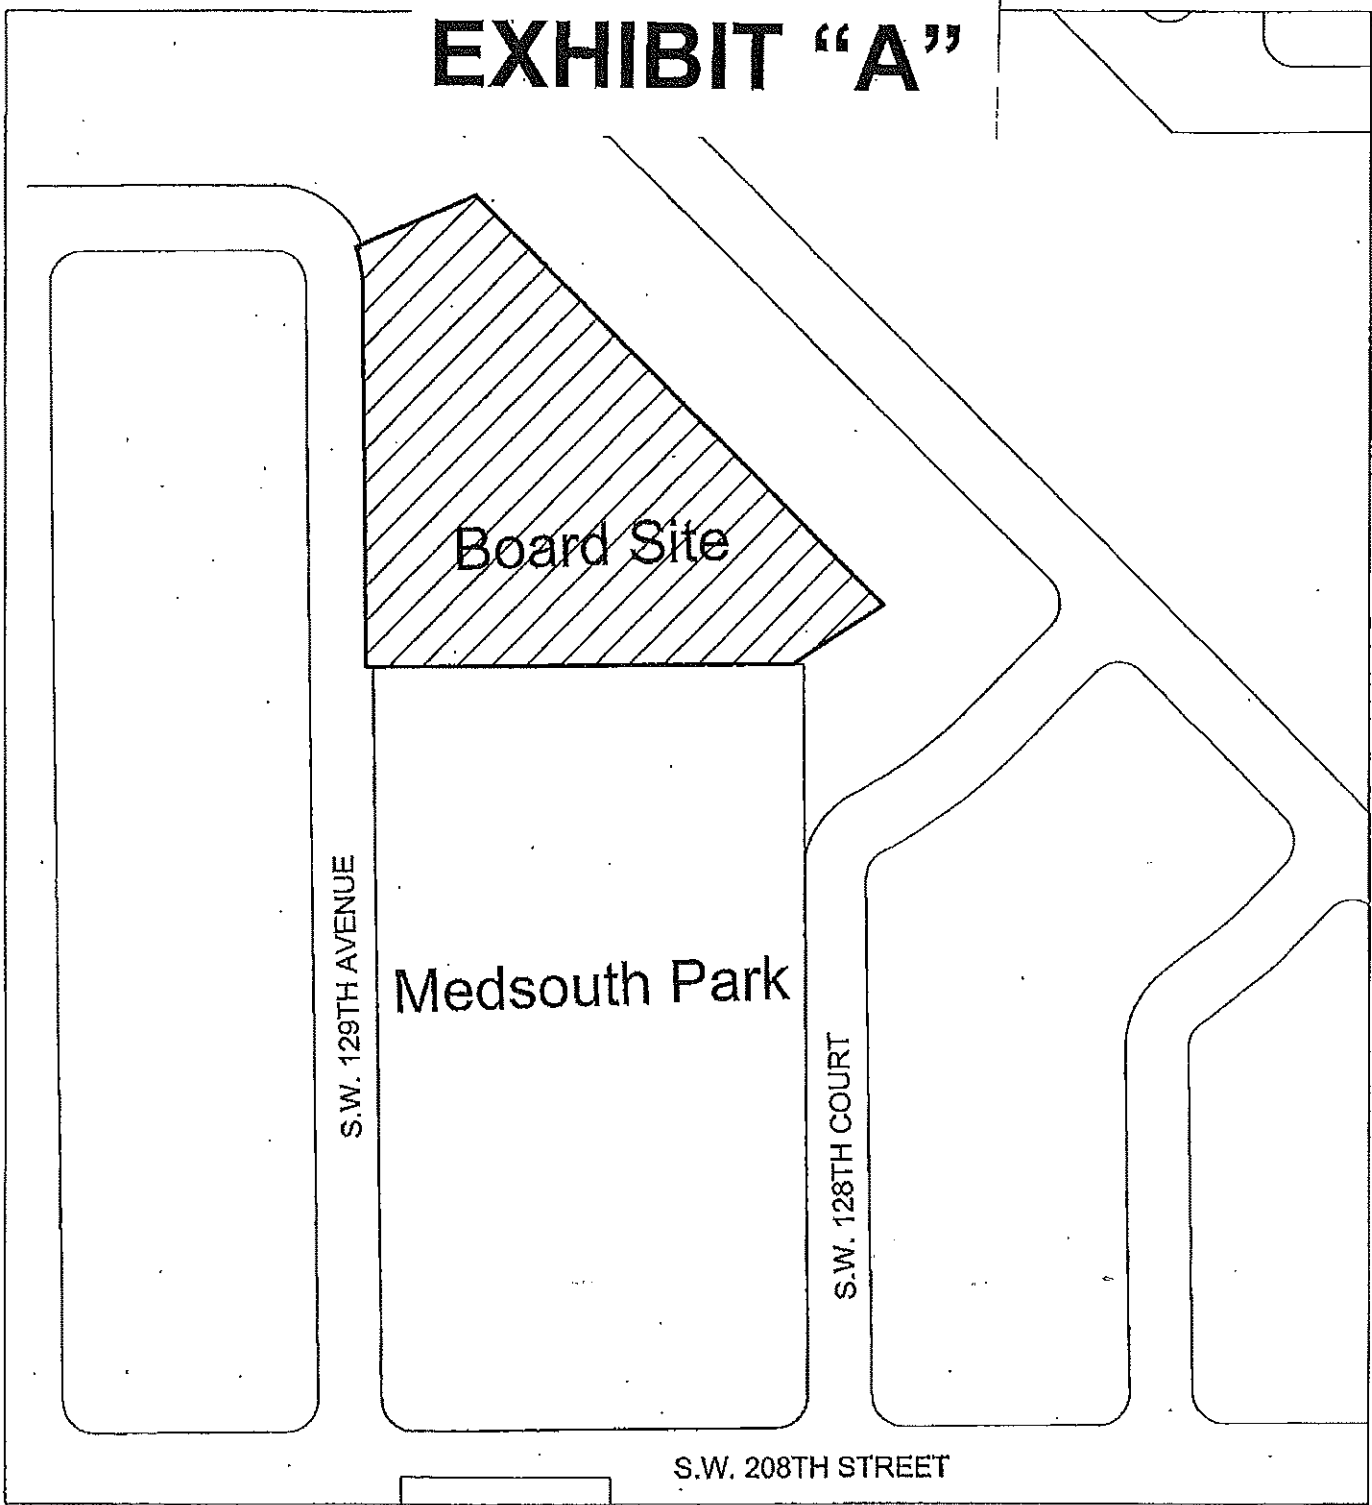 EXHIBIT “A”
Board Site
S.W. 129TH AVENUE
Medsouth Park
S.W. 128TH COURT
S.W. 208TH STREET